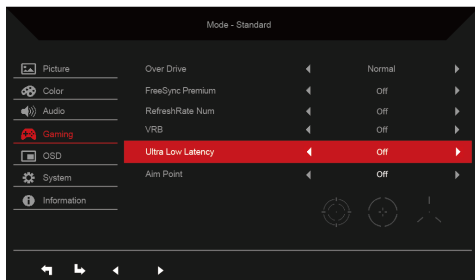 Mode - Standard
Picture
Over Drive Normal
Color
FreeSync Premium Off
Audio
RefreshRate Num Off
Gaming
VRB Off
OSD
Ultra Low Latency Off
System
Aim Point Off
Information